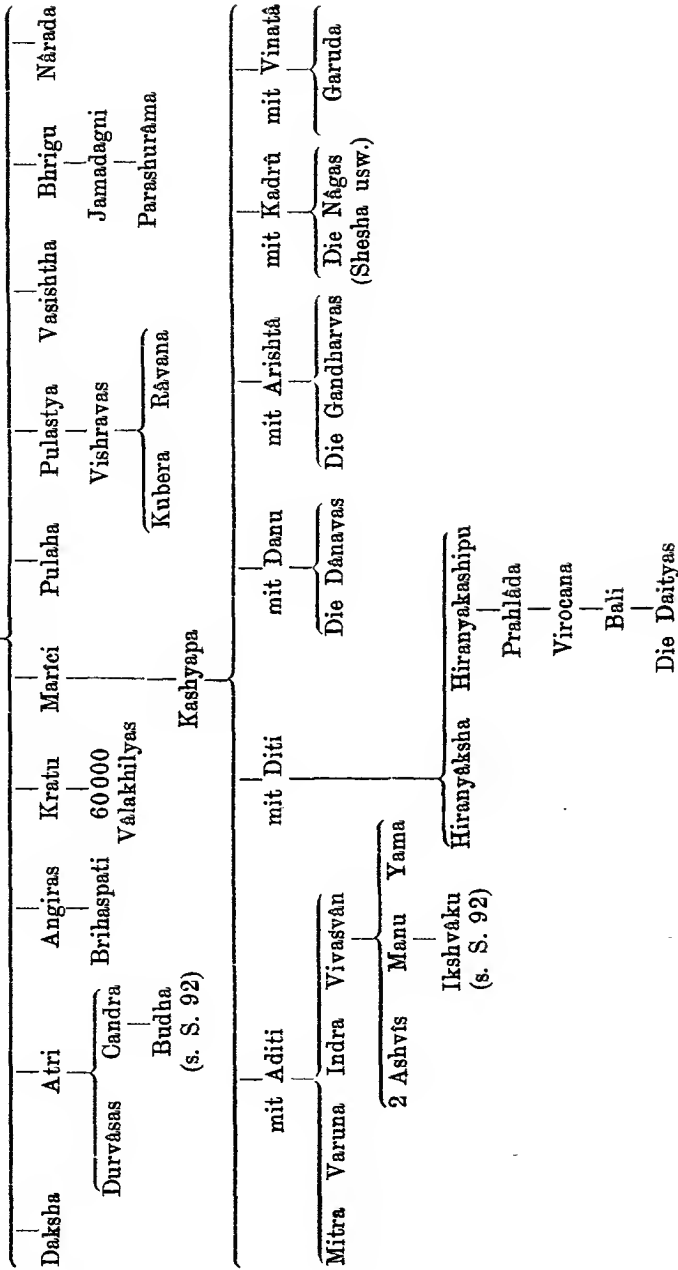 Daksha Atri Angiras Kratu Marîci Pulaha Pulastya Vasishtha Bhrigu Nârada
Durvâsas Candra Brihaspati 60000 Vishravas Jamadagni
Vâlakhilyas
Budha Kubera Râvana Parashurâma
(s. S. 92)
Kashyapa
mit Aditi mit Diti mit Danu mit Arishtâ mit Kadrû mit Vinatâ
Mitra Varuna Indra Vivasvân Die Dânavas Die Gandharvas Die Nâgas Garuda
(Shesha usw.)
2 Ashvîs Manu Yama
Ikshvâku
(s. S. 92)
Hiranyâksha Hiranyakashipu
Prahlâda
Virocana
Bali
Die Daityas